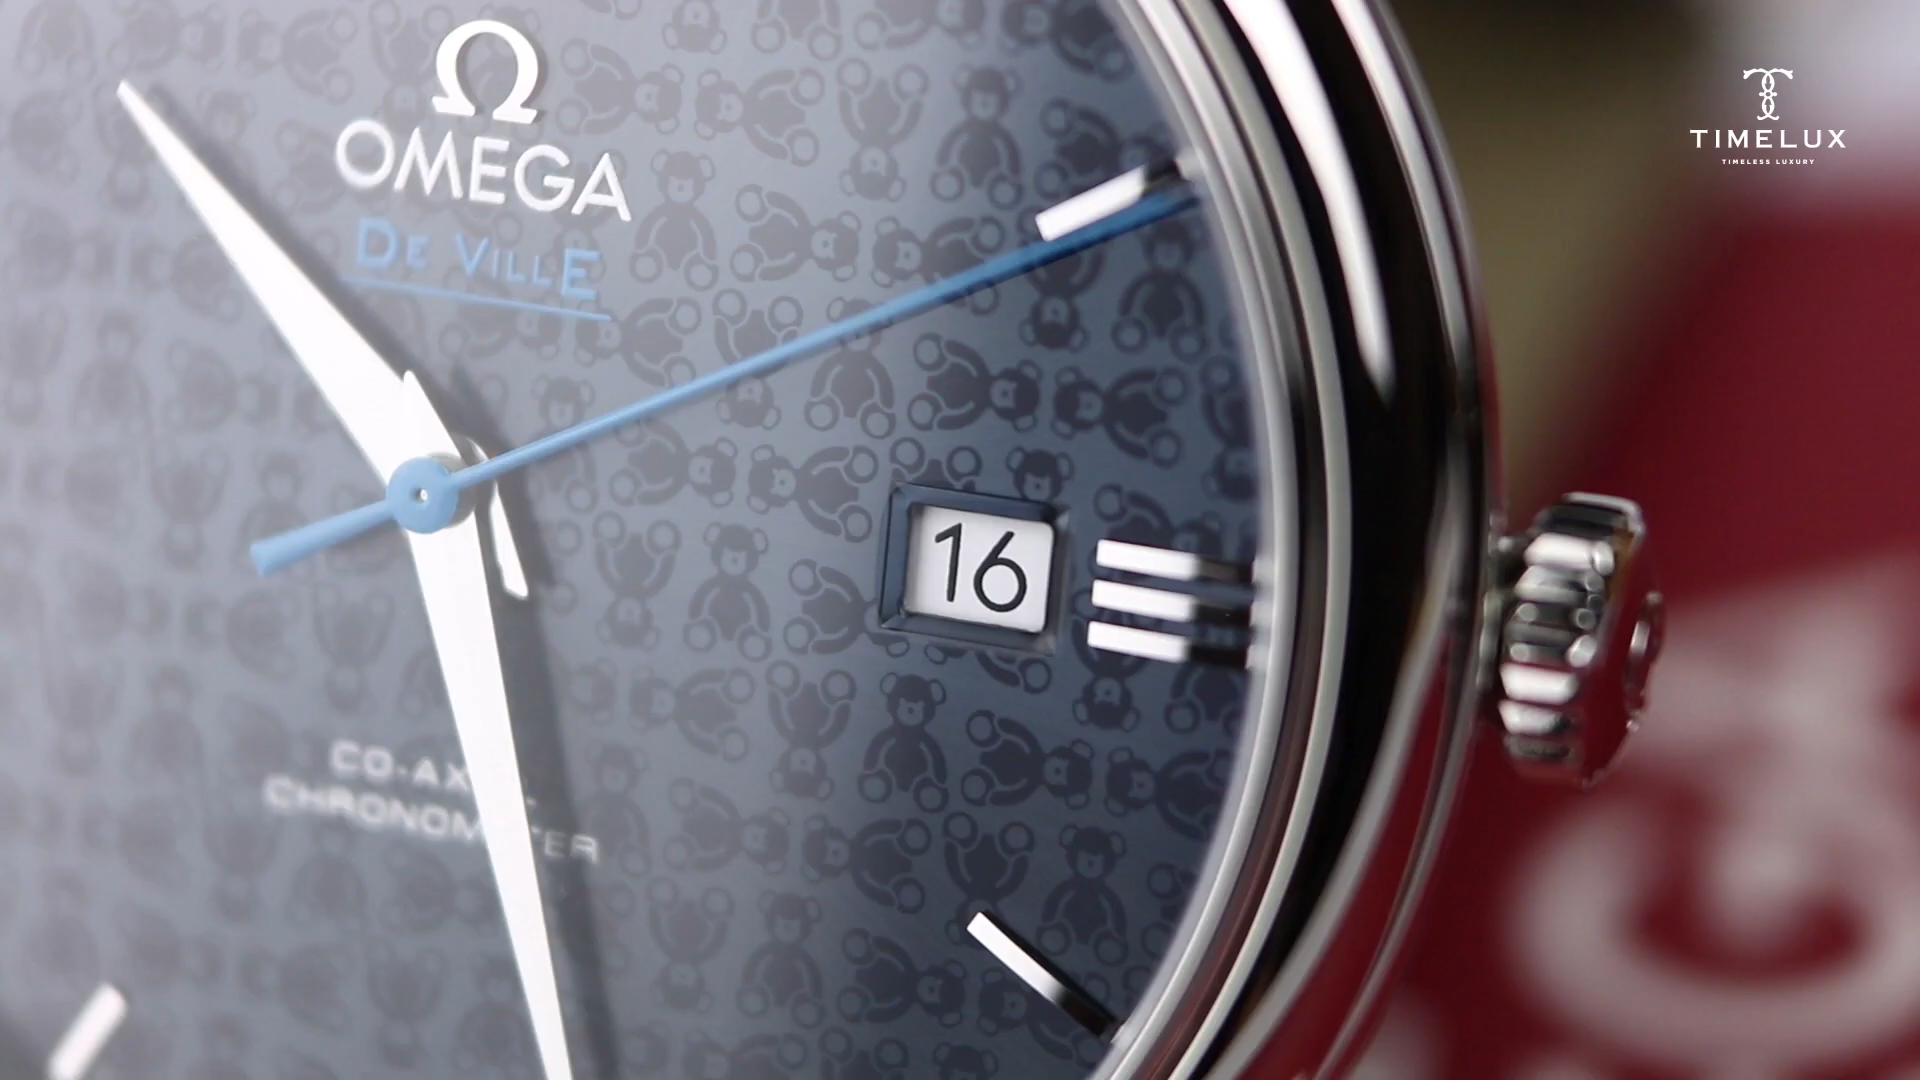 Ω
OMEGA
DE VILLE
16
TIMELUX
TIMELESS LUXURY